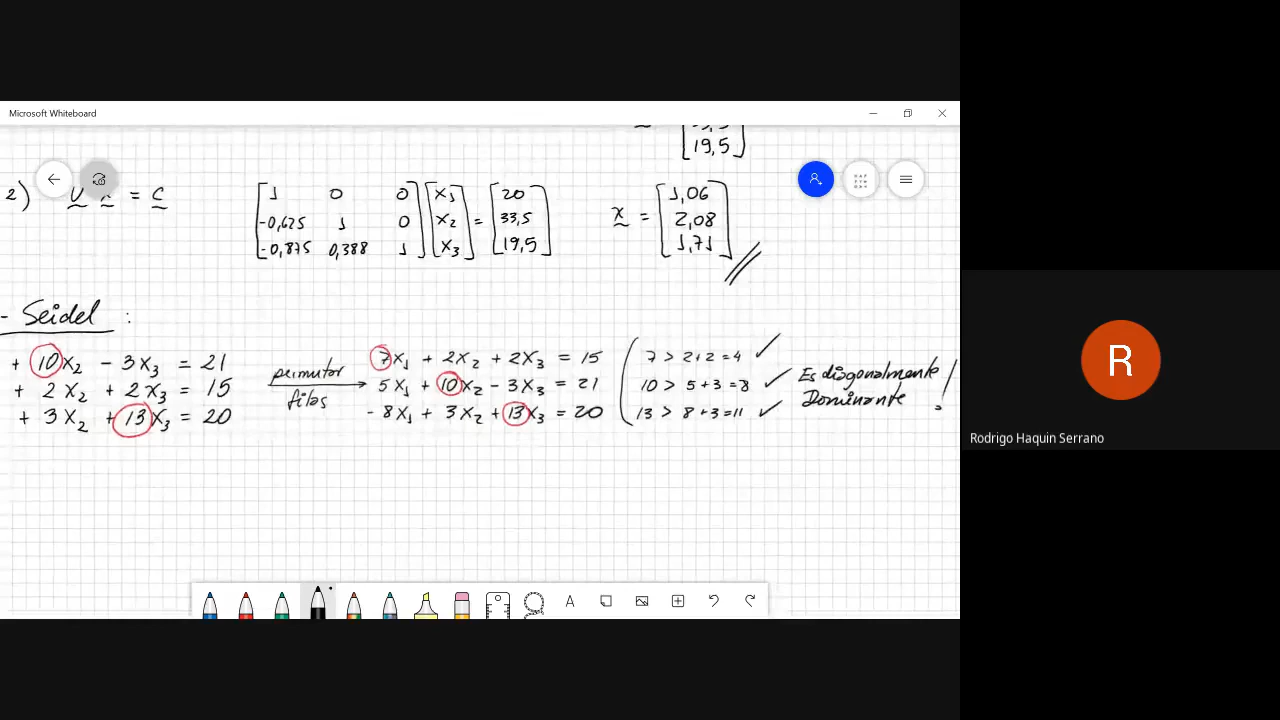 Microsoft Whiteboard
19,5
2) U x = c [1 0 0; -0,625 1 0; -0,875 0,388 1] [x1; x2; x3] = [20; 33,5; 19,5] x = [1,06; 2,08; 1,71]
- Seidel :
+ 10x2 - 3x3 = 21
+ 2x2 + 2x3 = 15
+ 3x2 + 13x3 = 20
permutar
filas
7x1 + 2x2 + 2x3 = 15
5x1 + 10x2 - 3x3 = 21
- 8x1 + 3x2 + 13x3 = 20
7 > 2+2 = 4 ✓
10 > 5+3 = 8 ✓
13 > 8+3 = 11 ✓
Es diagonalmente
Dominante
R
Rodrigo Haquin Serrano